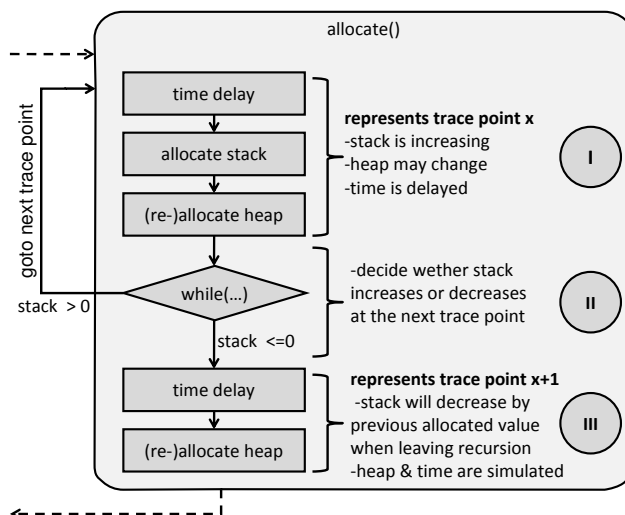 allocate()
time delay
allocate stack
(re-)allocate heap
represents trace point x
-stack is increasing
-heap may change
-time is delayed
I
goto next trace point
while(...)
stack > 0
stack <=0
-decide wether stack
increases or decreases
at the next trace point
II
time delay
(re-)allocate heap
represents trace point x+1
-stack will decrease by
previous allocated value
when leaving recursion
-heap & time are simulated
III